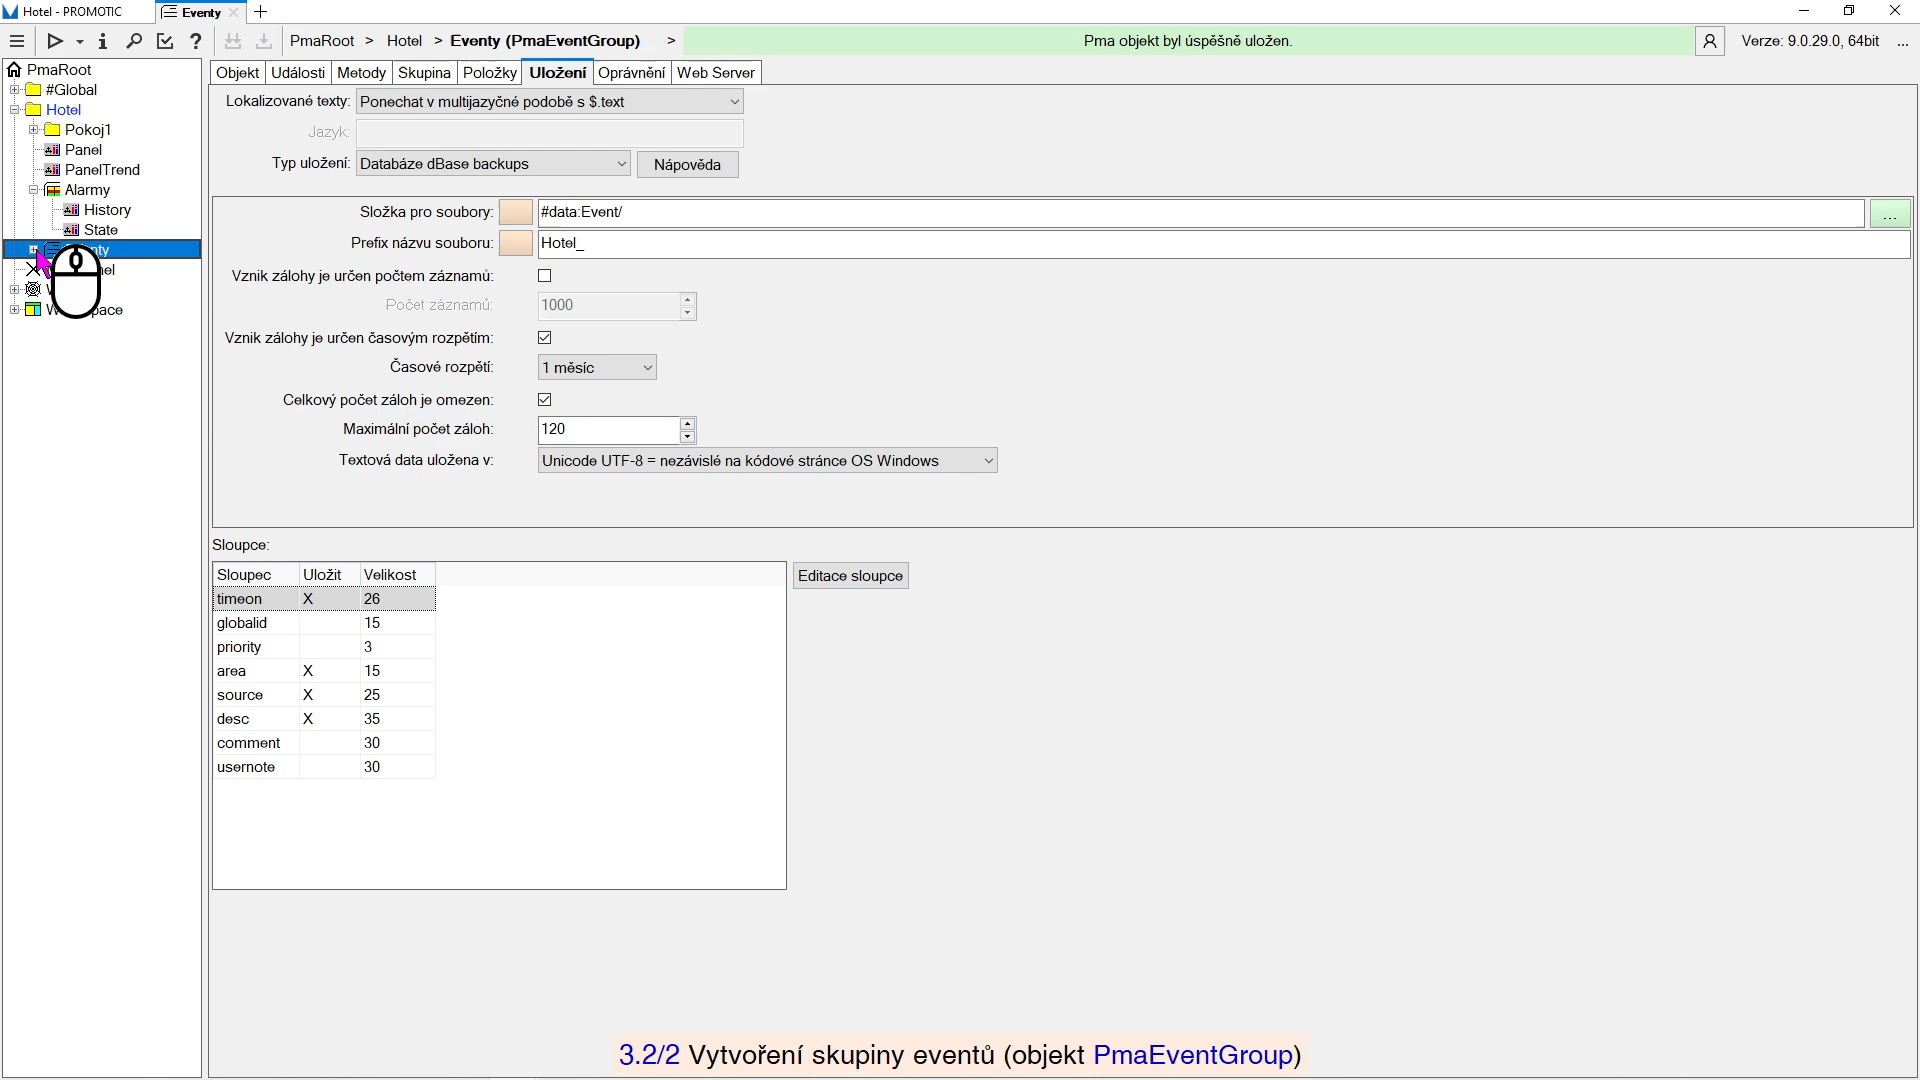 Hotel - PROMOTIC
Eventy
PmaRoot > Hotel > Eventy (PmaEventGroup) >
Pma objekt byl úspěšně uložen.
Verze: 9.0.29.0, 64bit ...
PmaRoot
#Global
Hotel
Pokoj1
Panel
PanelTrend
Alarmy
History
State
Objekt Události Metody Skupina Položky Uložení Oprávnění Web Server
Lokalizované texty: Ponechat v multijazyčné podobě s $.text
Jazyk:
Typ uložení: Databáze dBase backups Nápověda
Složka pro soubory: #data:Event/ ...
Prefix názvu souboru: Hotel_
Vznik zálohy je určen počtem záznamů:
Počet záznamů: 1000
Vznik zálohy je určen časovým rozpětím:
Časové rozpětí: 1 měsíc
Celkový počet záloh je omezen:
Maximální počet záloh: 120
Textová data uložena v: Unicode UTF-8 = nezávislé na kódové stránce OS Windows
Sloupce:
Sloupec Uložit Velikost
Editace sloupce
timeon X 26
globalid 15
priority 3
area X 15
source X 25
desc X 35
comment 30
usernote 30
3.2/2 Vytvoření skupiny eventů (objekt PmaEventGroup)